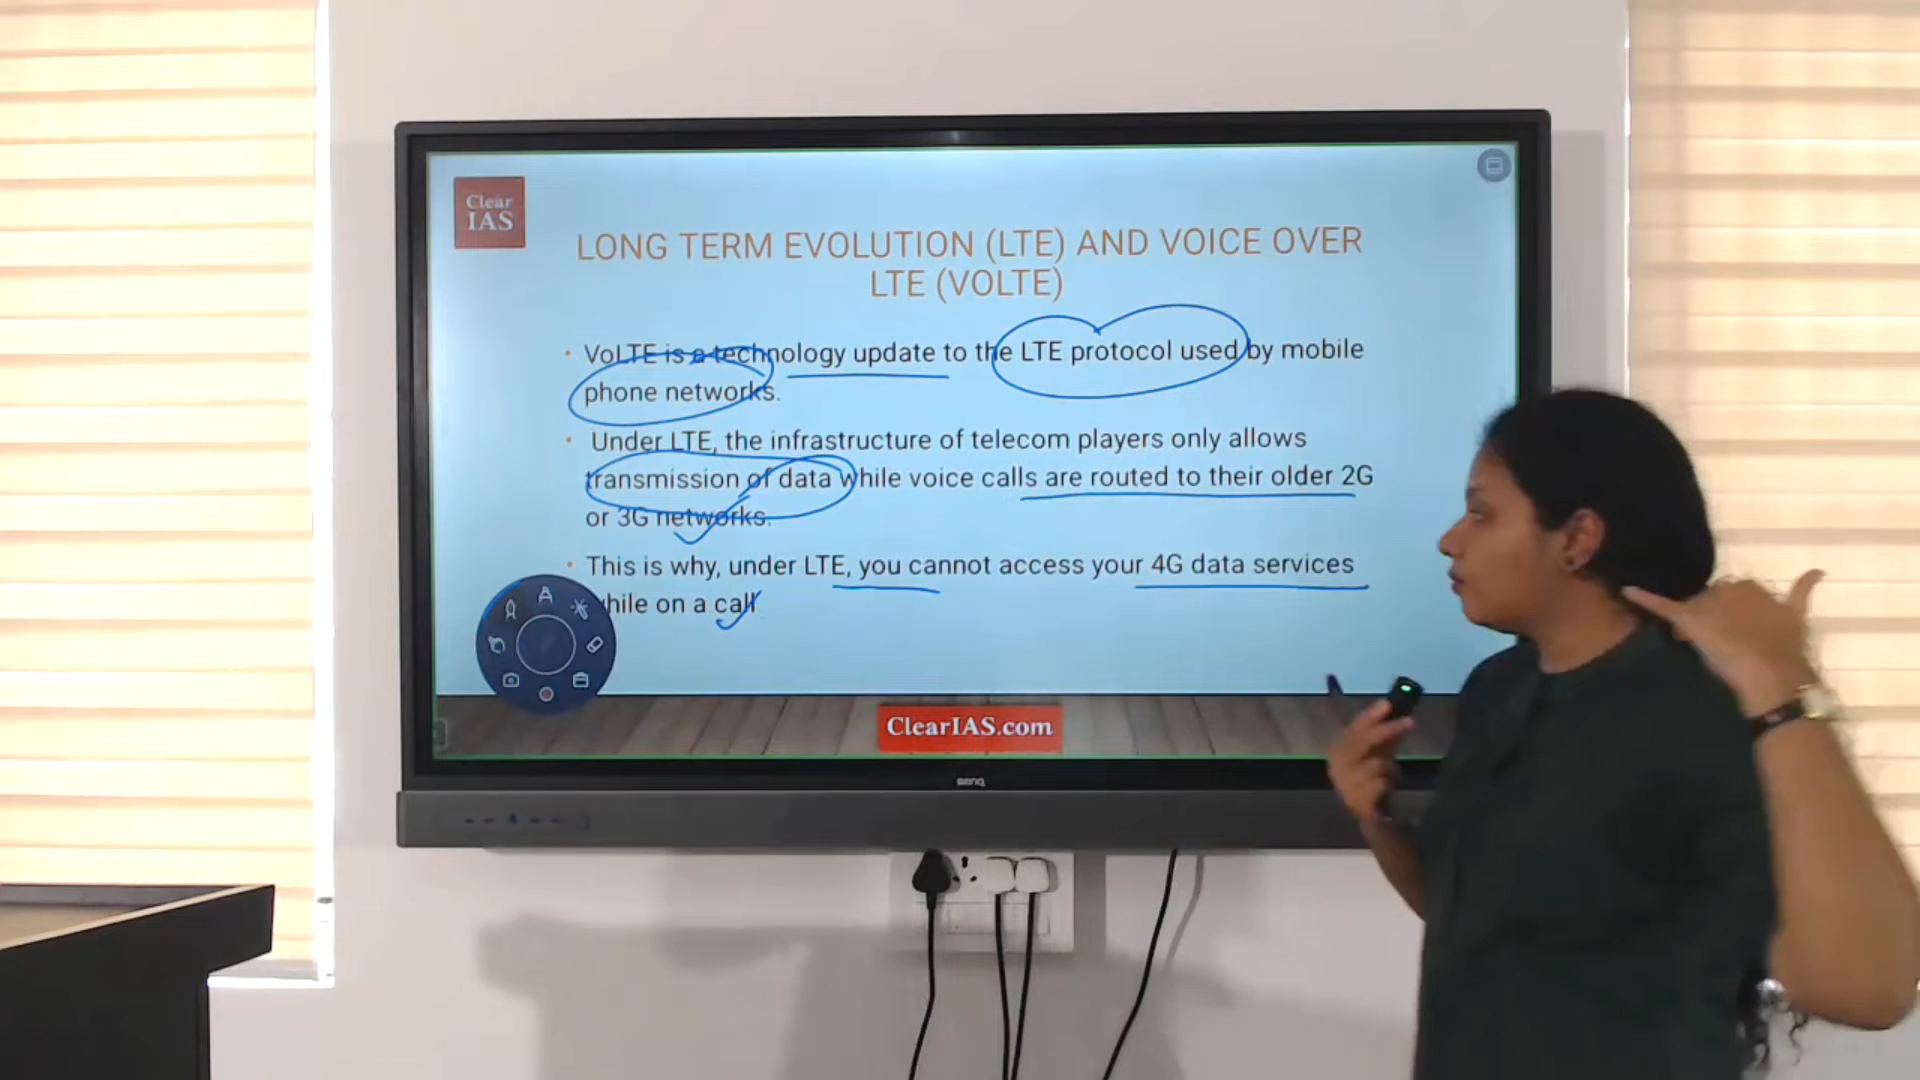 Clear
IAS
LONG TERM EVOLUTION (LTE) AND VOICE OVER
LTE (VOLTE)
• VoLTE is a technology update to the LTE protocol used by mobile
phone networks.
• Under LTE, the infrastructure of telecom players only allows
transmission of data while voice calls are routed to their older 2G
or 3G networks.
• This is why, under LTE, you cannot access your 4G data services
while on a call
ClearIAS.com
BenQ